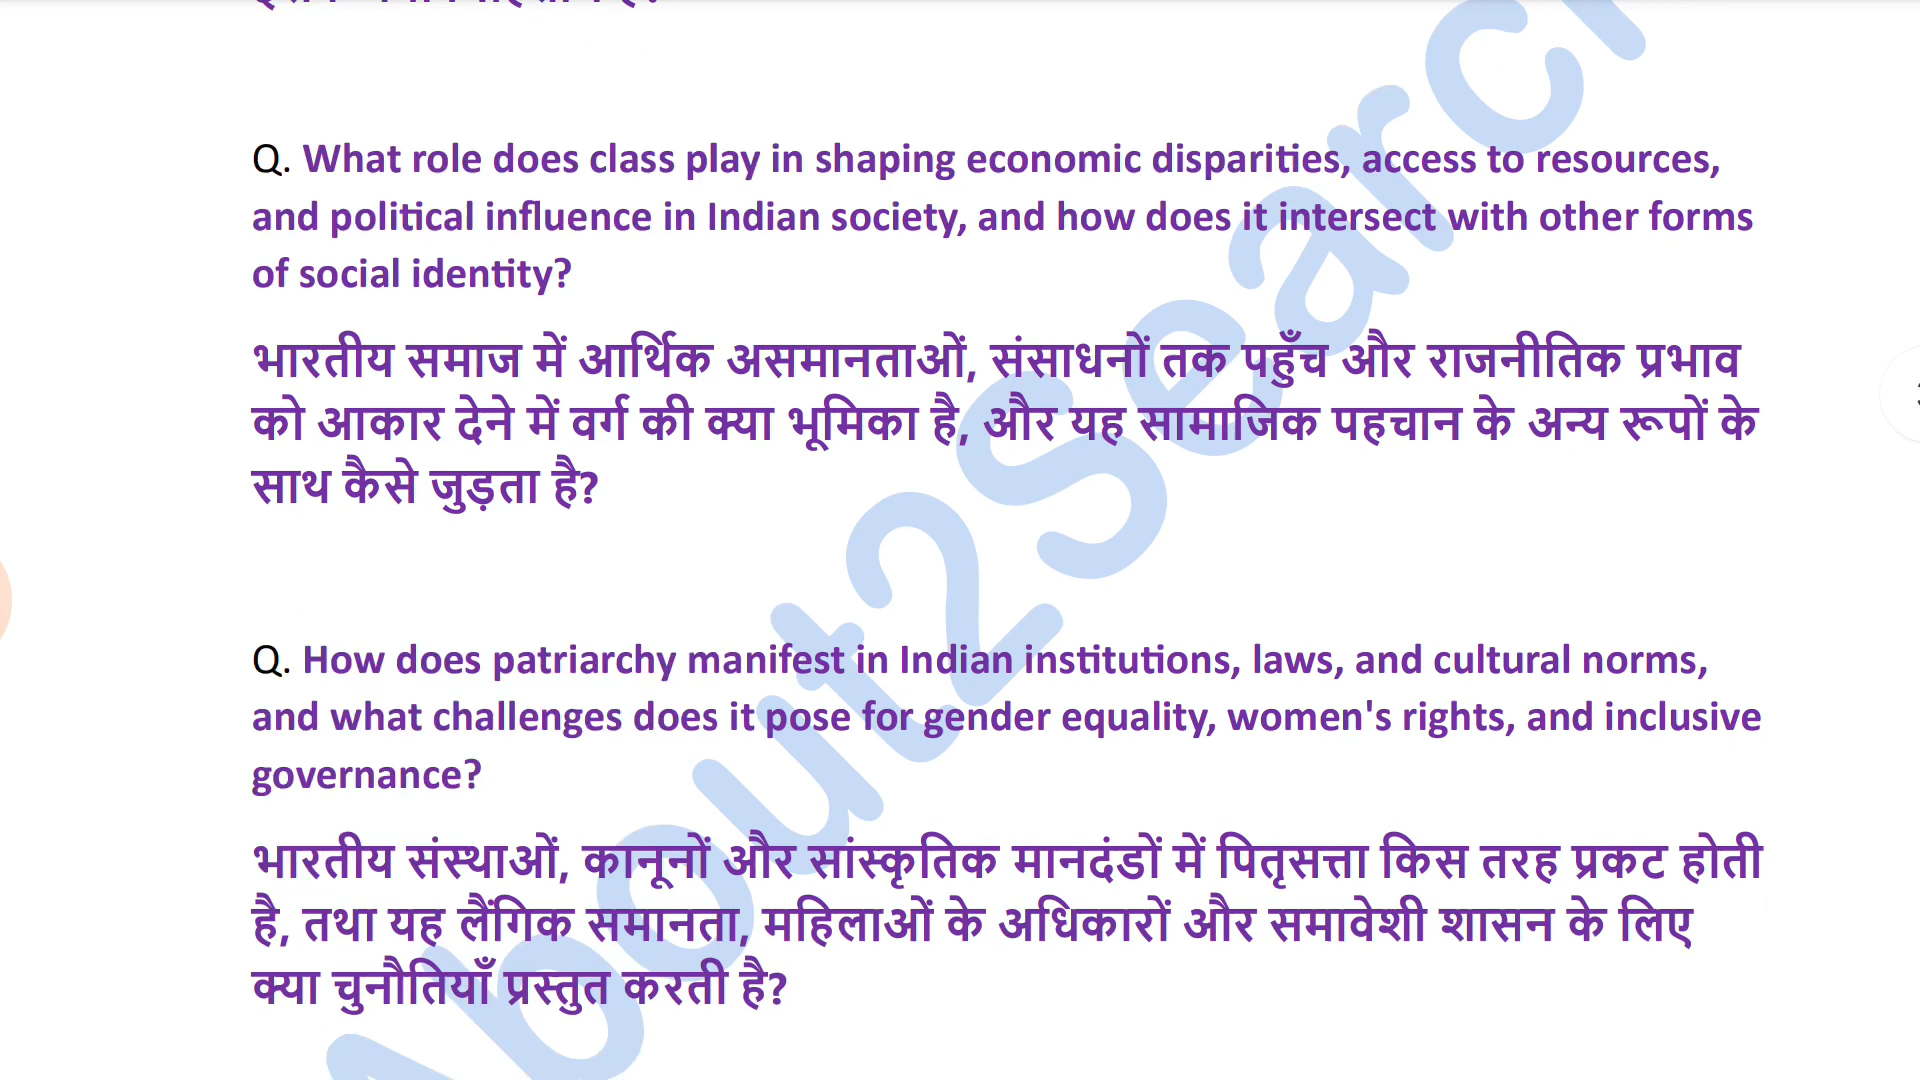 Q. What role does class play in shaping economic disparities, access to resources,
and political influence in Indian society, and how does it intersect with other forms
of social identity?
भारतीय समाज में आर्थिक असमानताओं, संसाधनों तक पहुँच और राजनीतिक प्रभाव
को आकार देने में वर्ग की क्या भूमिका है, और यह सामाजिक पहचान के अन्य रूपों के
साथ कैसे जुड़ता है?
Q. How does patriarchy manifest in Indian institutions, laws, and cultural norms,
and what challenges does it pose for gender equality, women's rights, and inclusive
governance?
भारतीय संस्थाओं, कानूनों और सांस्कृतिक मानदंडों में पितृसत्ता किस तरह प्रकट होती
है, तथा यह लैंगिक समानता, महिलाओं के अधिकारों और समावेशी शासन के लिए
क्या चुनौतियाँ प्रस्तुत करती है?
About2Searc